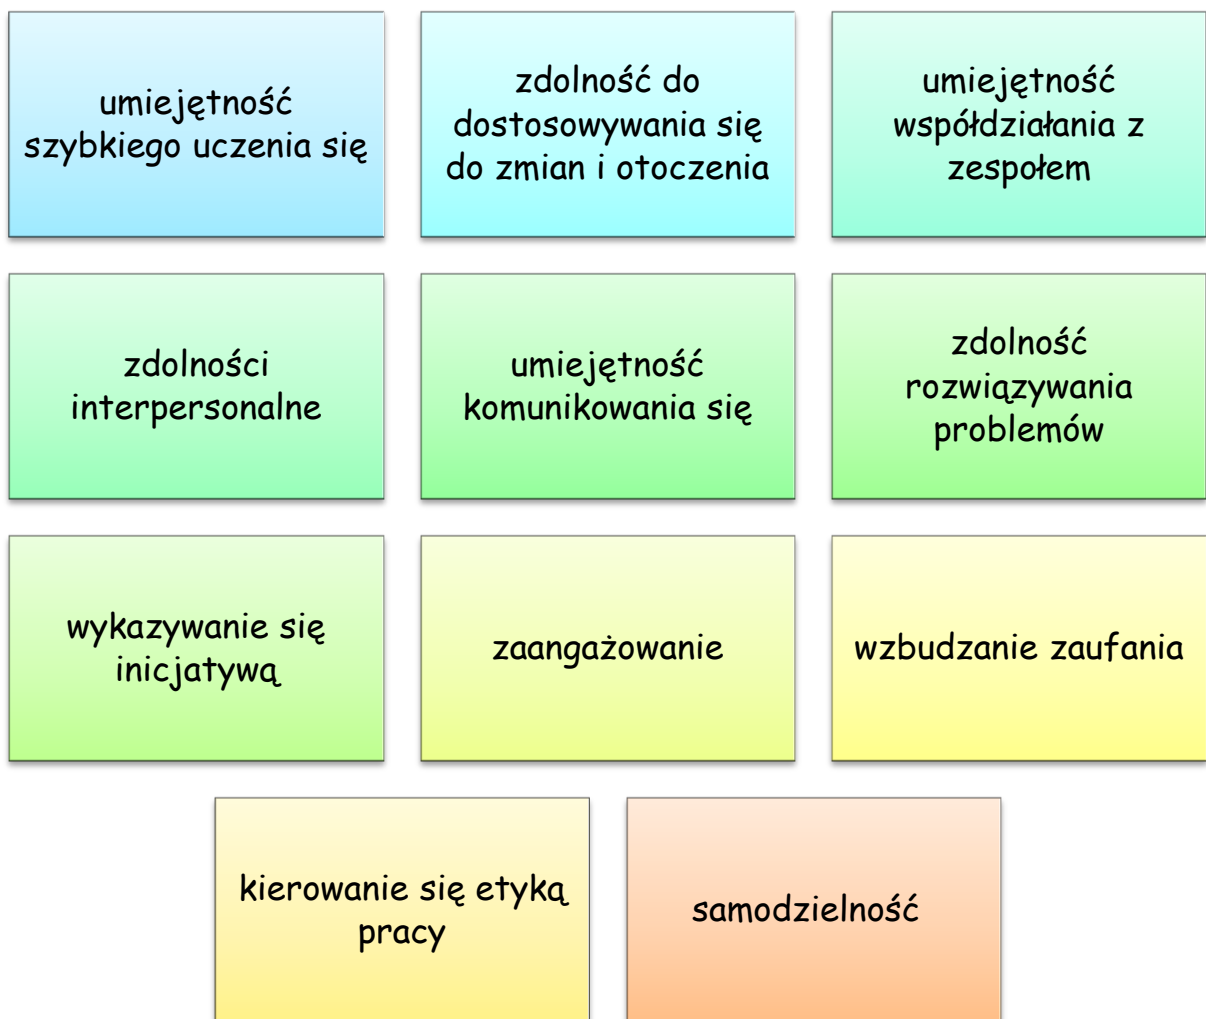 umiejętność
szybkiego uczenia się
zdolność do
dostosowywania się
do zmian i otoczenia
umiejętność
współdziałania z
zespołem
zdolności
interpersonalne
umiejętność
komunikowania się
zdolność
rozwiązywania
problemów
wykazywanie się
inicjatywą
zaangażowanie
wzbudzanie zaufania
kierowanie się etyką
pracy
samodzielność